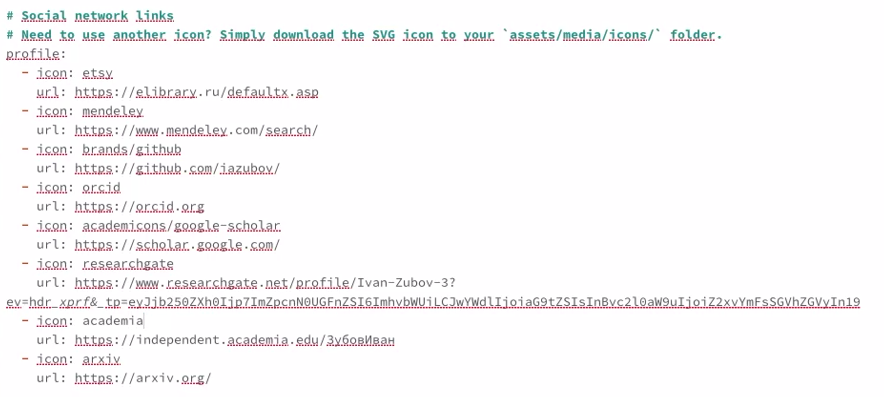 # Social network links
# Need to use another icon? Simply download the SVG icon to your `assets/media/icons/` folder.
profile:
  - icon: etsy
    url: https://elibrary.ru/defaultx.asp
  - icon: mendeley
    url: https://www.mendeley.com/search/
  - icon: brands/github
    url: https://github.com/iazubov/
  - icon: orcid
    url: https://orcid.org
  - icon: academicons/google-scholar
    url: https://scholar.google.com/
  - icon: researchgate
    url: https://www.researchgate.net/profile/Ivan-Zubov-3?
ev=hdr_xprf&_tp=eyJjb250ZXh0Ijp7ImZpcnN0UGFnZSI6ImhvbWUiLCJwYWdlIjoiaG9tZSIsInBvc2l0aW9uIjoiZ2xvYmFsSGVhZGVyIn19
  - icon: academia
    url: https://independent.academia.edu/ЗубовИван
  - icon: arxiv
    url: https://arxiv.org/